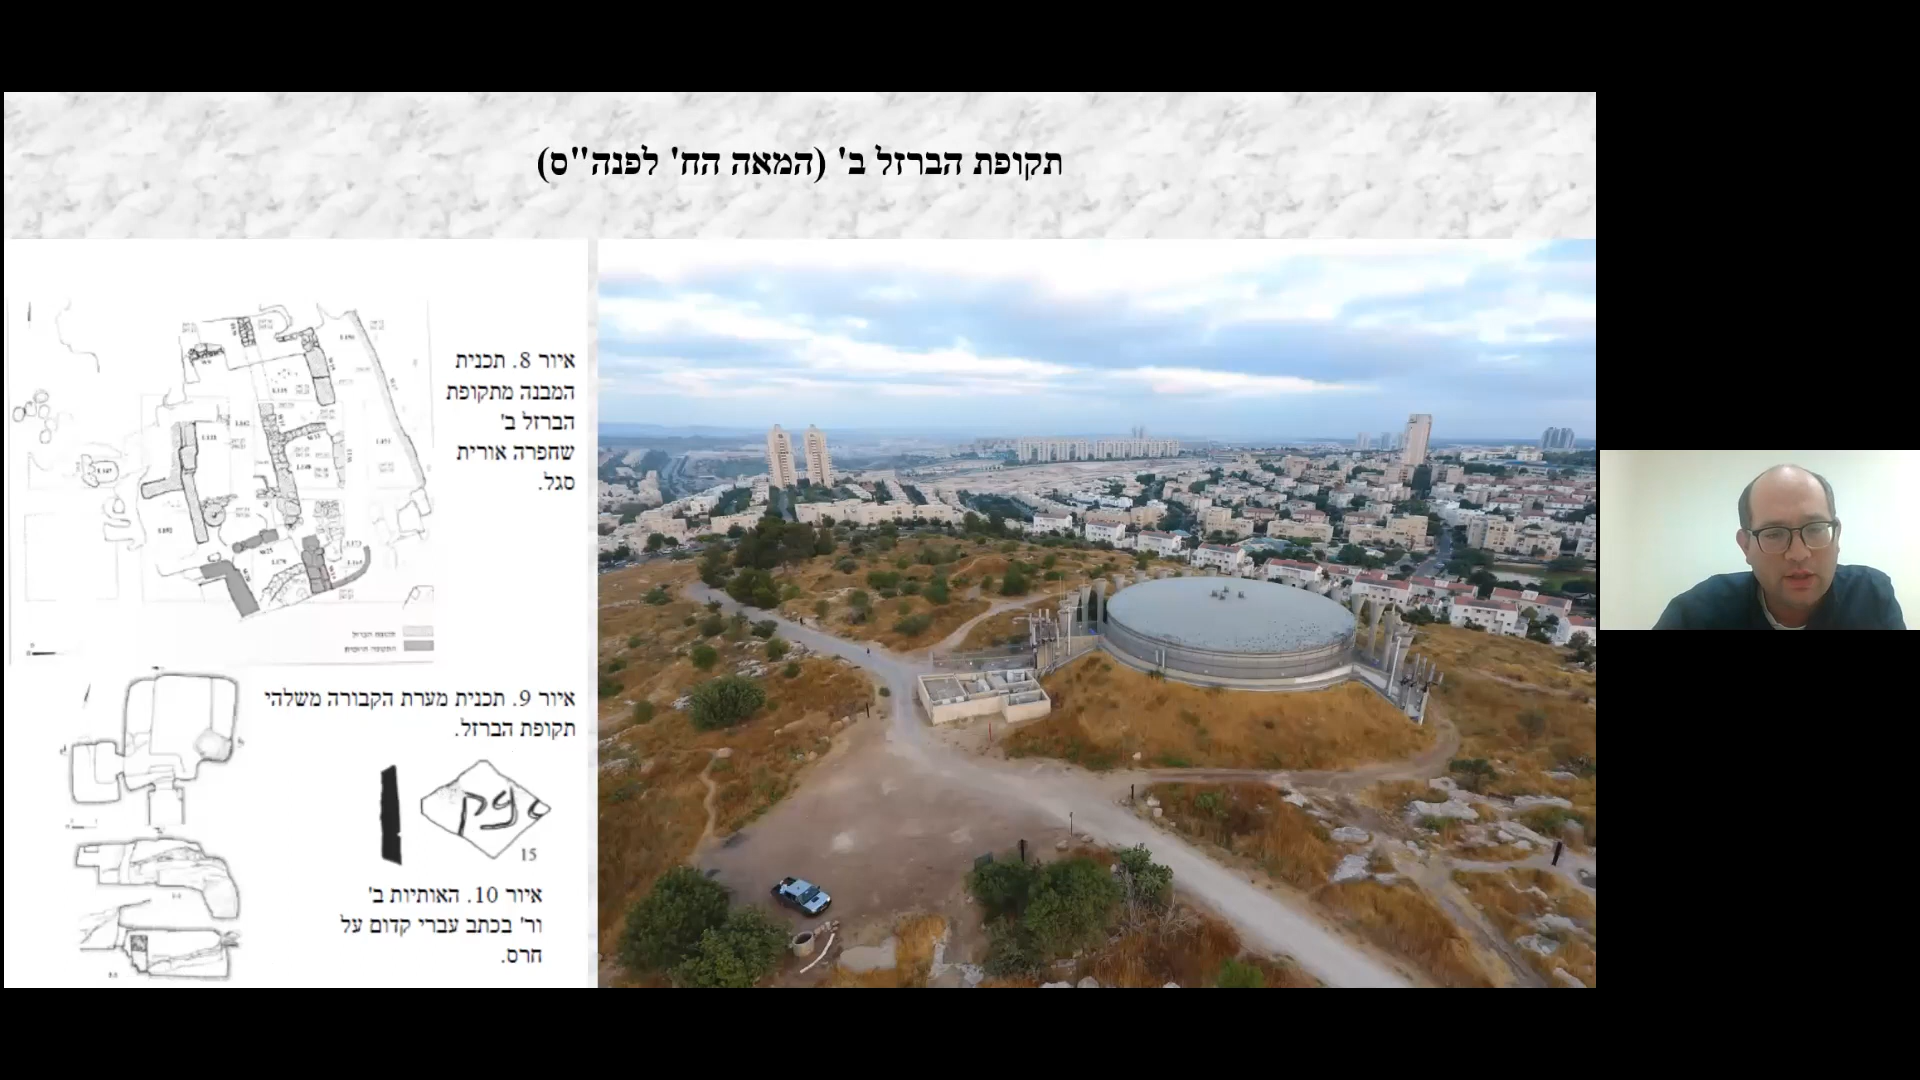 תקופת הברזל ב' (המאה הח' לפנה"ס)
איור 8. תכנית
המבנה מתקופת
הברזל ב'
שחפרה אורית
סגל.
איור 9. תכנית מערת הקבורה משלהי
תקופת הברזל.
15
איור 10. האותיות ב'
ור' בכתב עברי קדום על
חרס.